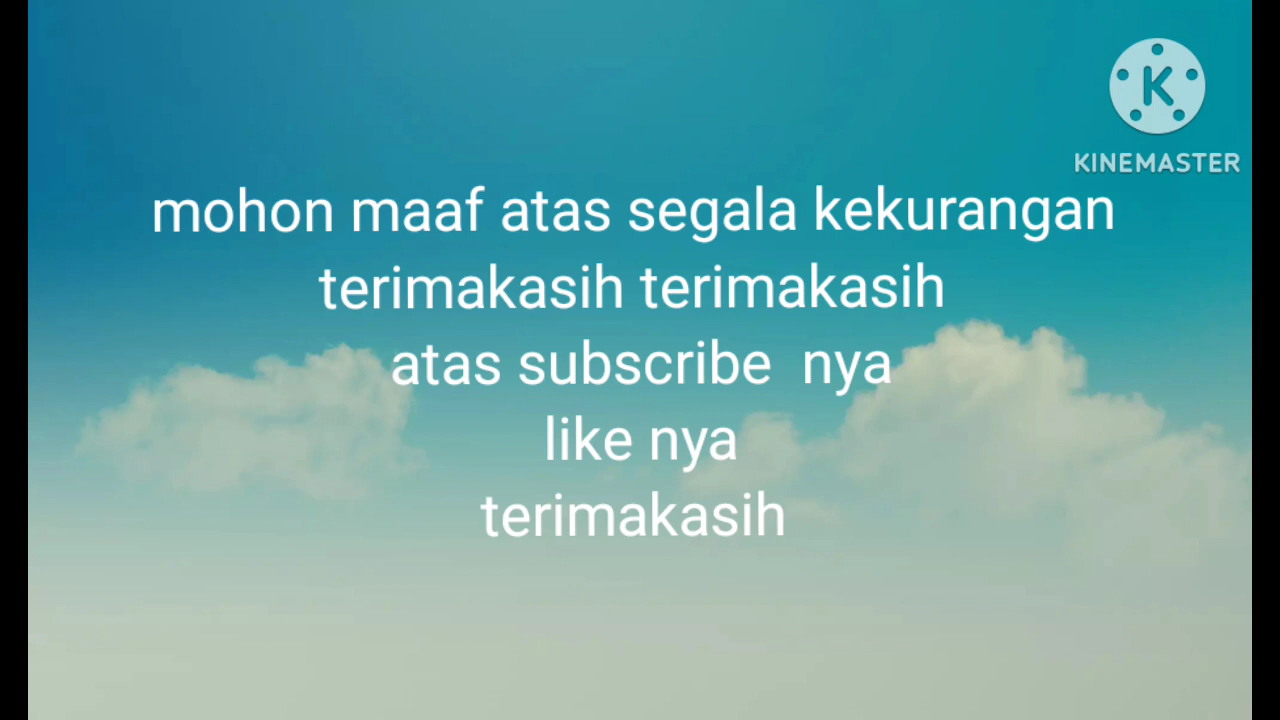 K
KINEMASTER
mohon maaf atas segala kekurangan
terimakasih terimakasih
atas subscribe  nya
like nya
terimakasih